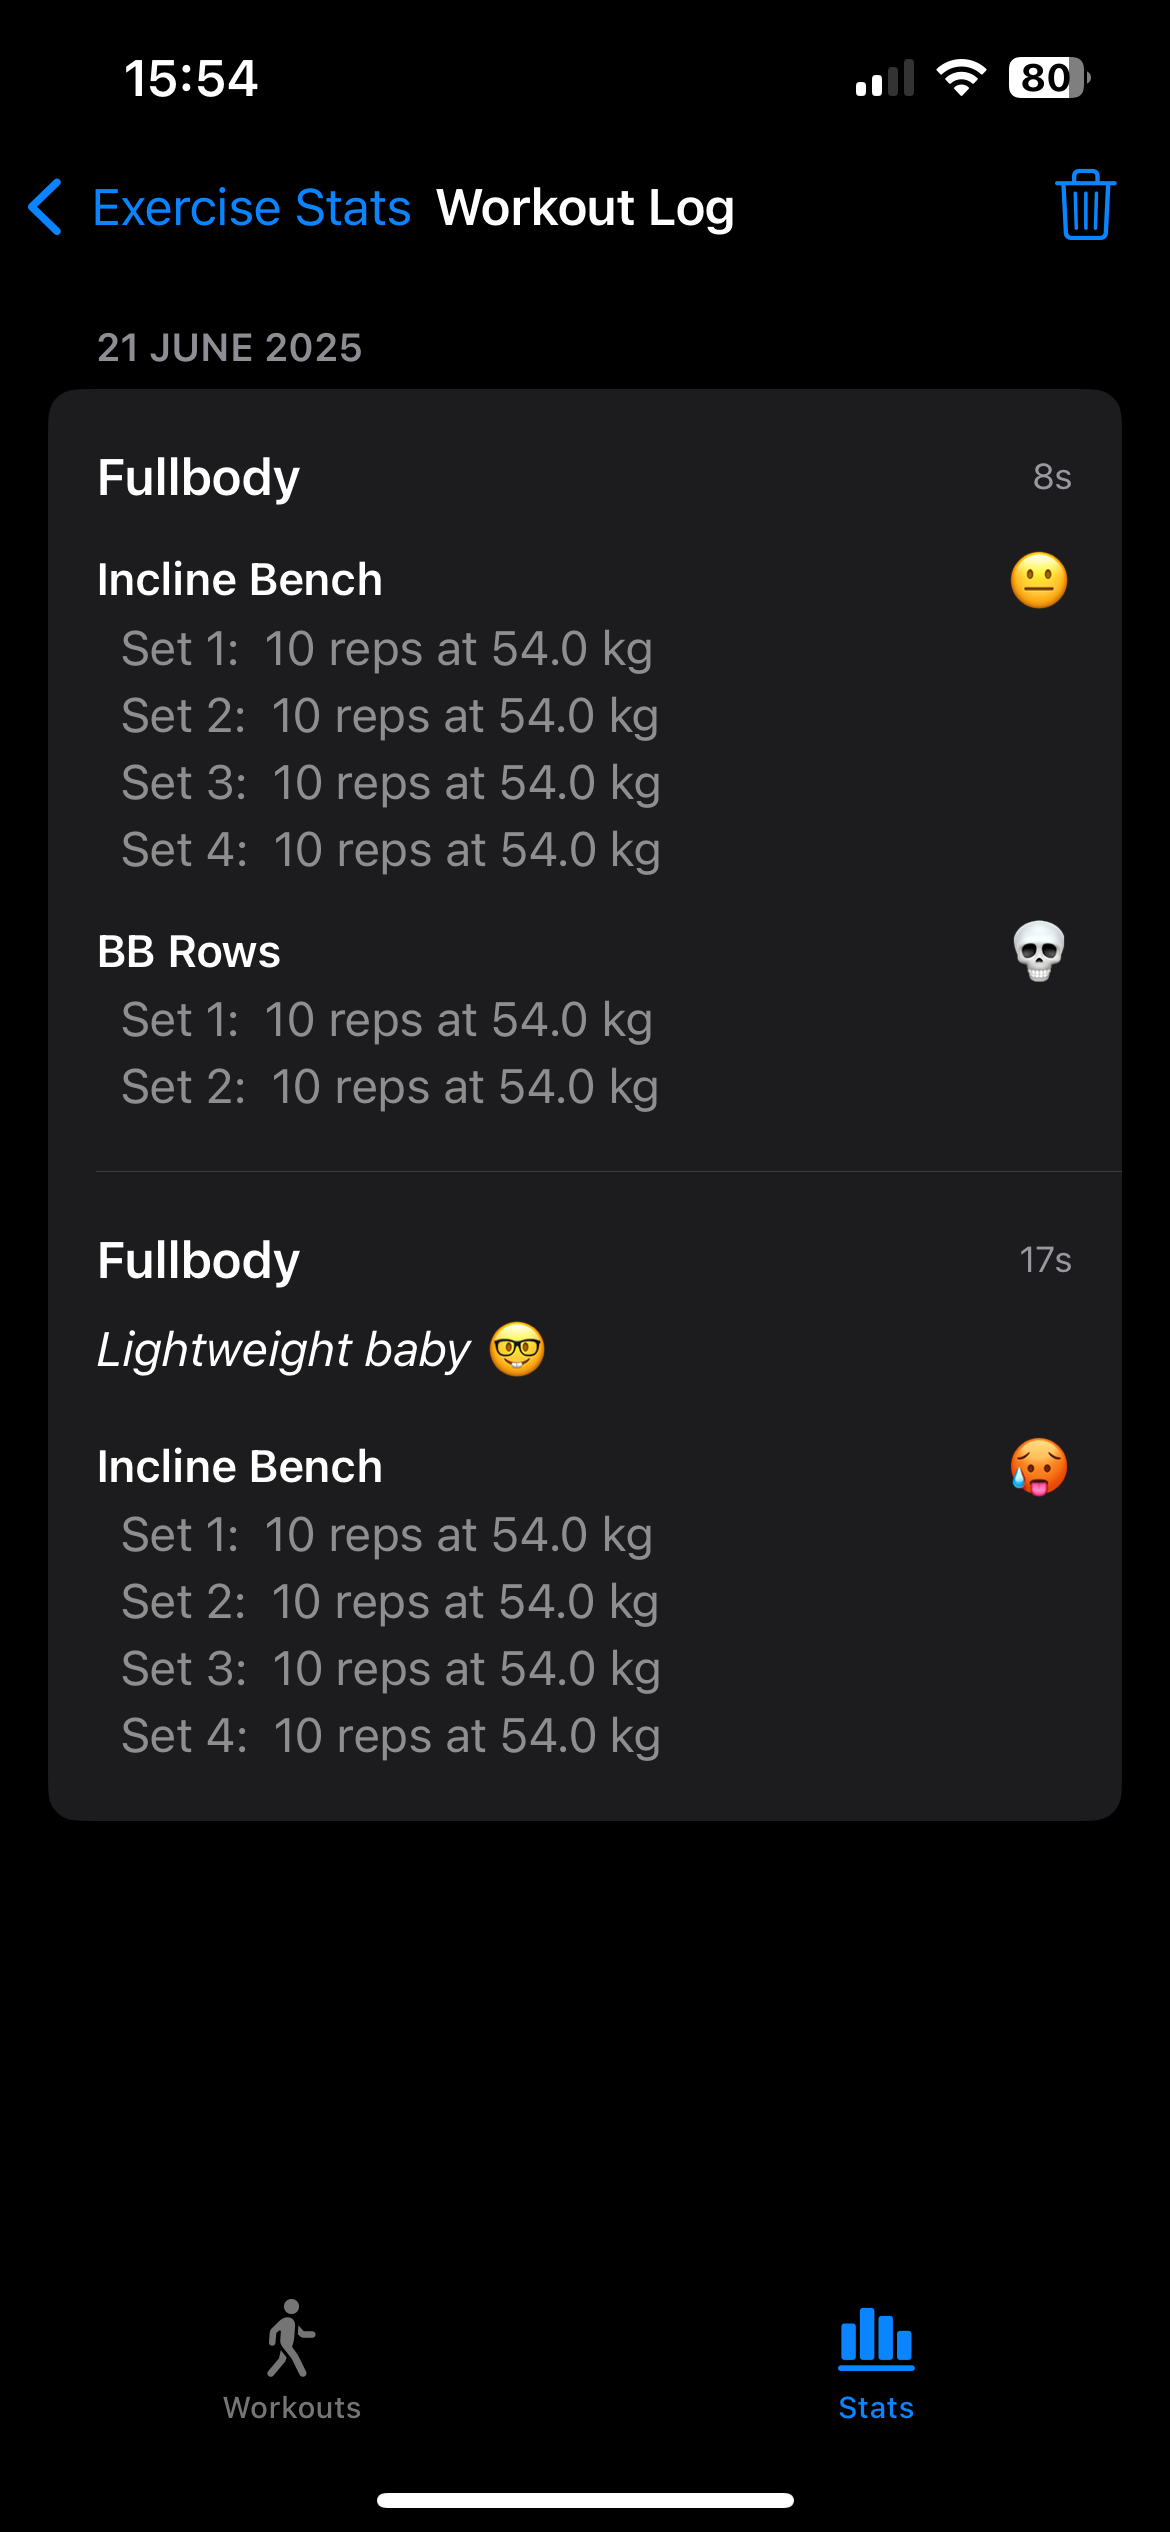 15:54
80
Exercise Stats Workout Log
21 JUNE 2025
Fullbody 8s
Incline Bench 😐
Set 1: 10 reps at 54.0 kg
Set 2: 10 reps at 54.0 kg
Set 3: 10 reps at 54.0 kg
Set 4: 10 reps at 54.0 kg
BB Rows 💀
Set 1: 10 reps at 54.0 kg
Set 2: 10 reps at 54.0 kg
Fullbody 17s
Lightweight baby 🤓
Incline Bench 🥵
Set 1: 10 reps at 54.0 kg
Set 2: 10 reps at 54.0 kg
Set 3: 10 reps at 54.0 kg
Set 4: 10 reps at 54.0 kg
Workouts Stats